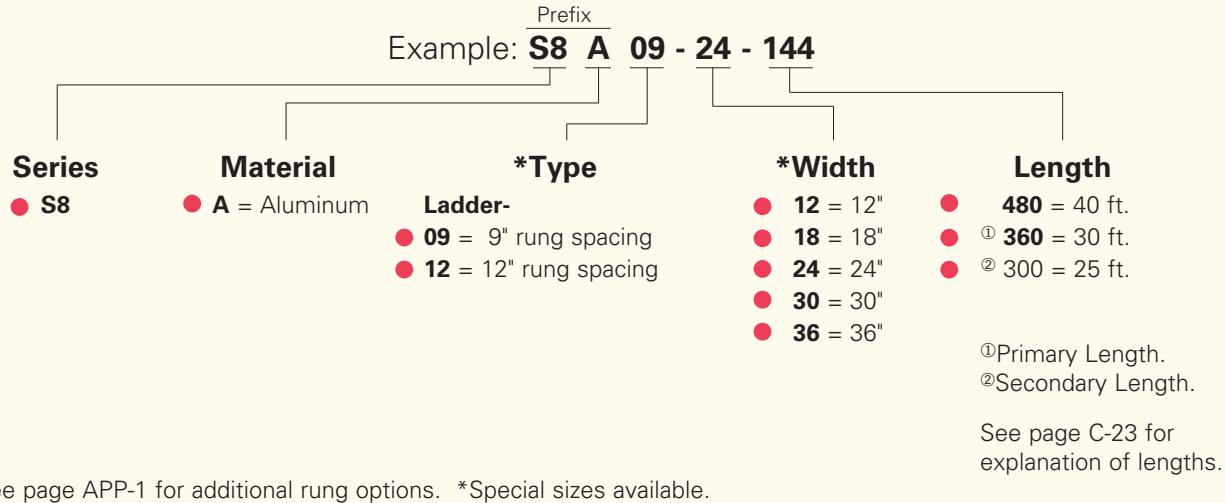 Prefix
Example: S8 A 09 - 24 - 144
Series
S8
Material
A = Aluminum
*Type
Ladder-
09 = 9" rung spacing
12 = 12" rung spacing
*Width
12 = 12"
18 = 18"
24 = 24"
30 = 30"
36 = 36"
Length
480 = 40 ft.
① 360 = 30 ft.
② 300 = 25 ft.
①Primary Length.
②Secondary Length.
See page C-23 for
explanation of lengths.
page APP-1 for additional rung options. *Special sizes available.